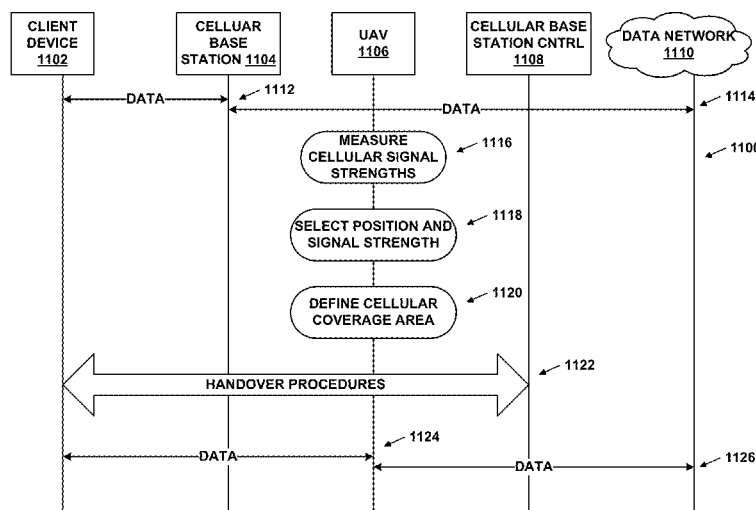 CLIENT
DEVICE
1102
CELLUAR
BASE
STATION 1104
UAV
1106
CELLULAR BASE
STATION CNTRL
1108
DATA NETWORK
1110
DATA
1112
DATA
1114
MEASURE
CELLULAR SIGNAL
STRENGTHS
1116
1100
SELECT POSITION AND
SIGNAL STRENGTH
1118
DEFINE CELLULAR
COVERAGE AREA
1120
HANDOVER PROCEDURES
1122
DATA
1124
DATA
1126